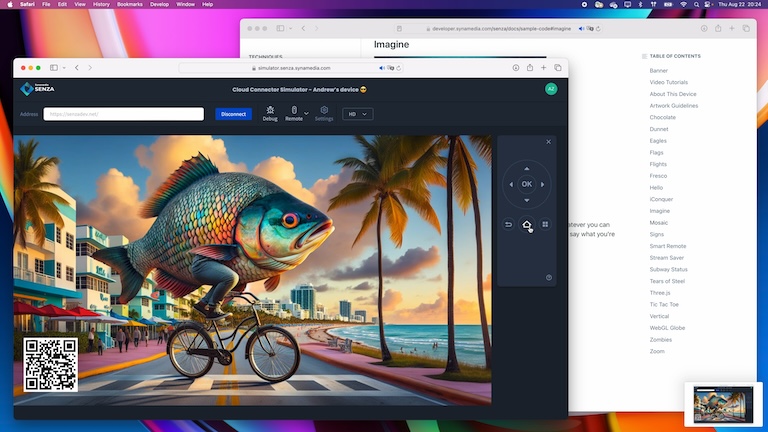 Safari File Edit View History Bookmarks Develop Window Help
Thu Aug 22 20:24
developer.synamedia.com/senza/docs/sample-code#imagine
TECHNIQUES
Imagine
TABLE OF CONTENTS
Banner
Video Tutorials
About This Device
Artwork Guidelines
Chocolate
Dunnet
Eagles
Flags
Flights
Fresco
Hello
iConquer
Imagine
Mosaic
Signs
Smart Remote
Stream Saver
Subway Status
Tears of Steel
Three.js
Tic Tac Toe
Vertical
WebGL Globe
Zombies
Zoom
atever you can
say what you're
simulator.senza.synamedia.com
SENZA
Cloud Connector Simulator – Andrew's device 😎
AZ
Address
https://senzadev.net/
Disconnect
Debug
Remote
Settings
HD
OK